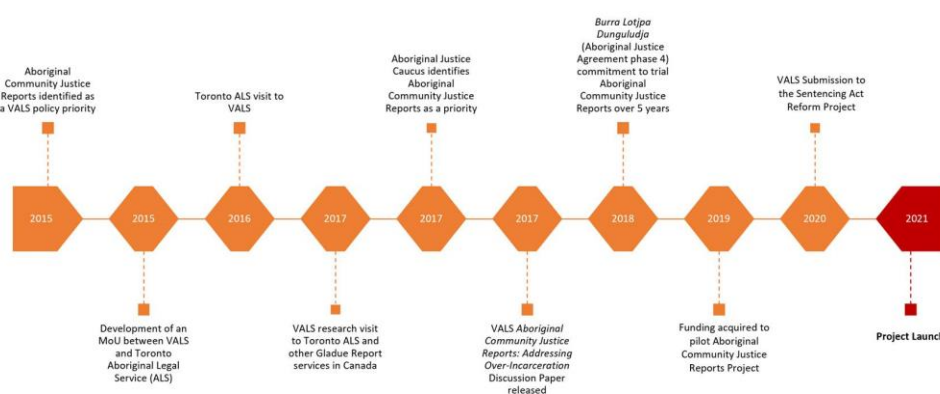 Aboriginal
Community Justice
Reports identified as
a VALS policy priority
Toronto ALS visit to
VALS
Aboriginal Justice
Caucus identifies
Aboriginal
Community Justice
Reports as a priority
Burra Lotjpa
Dunguludja
(Aboriginal Justice
Agreement phase 4)
commitment to trial
Aboriginal
Community Justice
Reports over 5 years
VALS Submission to
the Sentencing Act
Reform Project
2015
2015
2016
2017
2017
2017
2018
2019
2020
2021
Development of an
MoU between VALS
and Toronto
Aboriginal Legal
Service (ALS)
VALS research visit
to Toronto ALS and
other Gladue Report
services in Canada
VALS Aboriginal
Community Justice
Reports: Addressing
Over-Incarceration
Discussion Paper
released
Funding acquired to
pilot Aboriginal
Community Justice
Reports Project
Project Launch